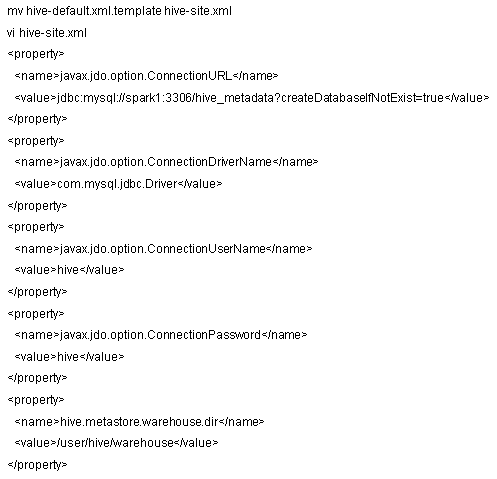 mv hive-default.xml.template hive-site.xml
vi hive-site.xml
<property>
  <name>javax.jdo.option.ConnectionURL</name>
  <value>jdbc:mysql://spark1:3306/hive_metadata?createDatabaseIfNotExist=true</value>
</property>
<property>
  <name>javax.jdo.option.ConnectionDriverName</name>
  <value>com.mysql.jdbc.Driver</value>
</property>
<property>
  <name>javax.jdo.option.ConnectionUserName</name>
  <value>hive</value>
</property>
<property>
  <name>javax.jdo.option.ConnectionPassword</name>
  <value>hive</value>
</property>
<property>
  <name>hive.metastore.warehouse.dir</name>
  <value>/user/hive/warehouse</value>
</property>